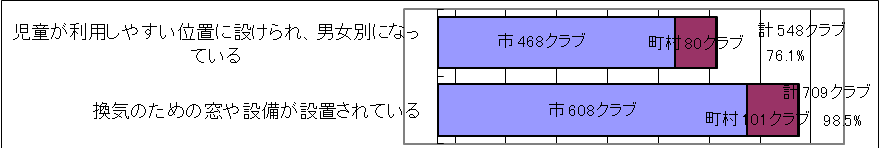 児童が利用しやすい位置に設けられ、男女別になっ
ている
市 468クラブ
町村 80クラブ
計 548クラブ
76.1%
換気のための窓や設備が設置されている
市 608クラブ
町村 101クラブ
計 709クラブ
98.5%